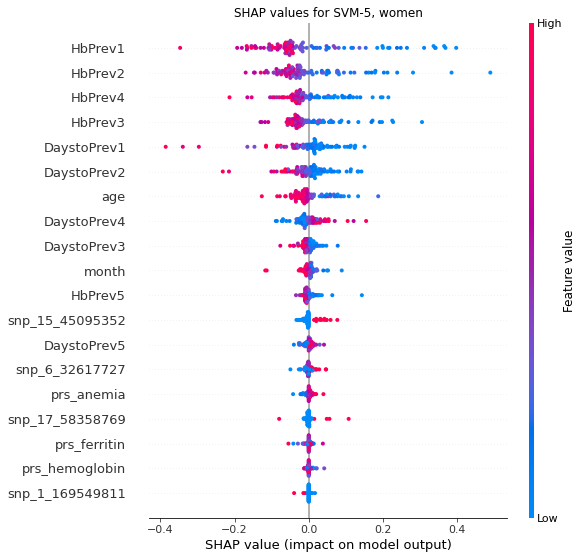 SHAP values for SVM-5, women
High
HbPrev1
HbPrev2
HbPrev4
HbPrev3
DaystoPrev1
DaystoPrev2
age
DaystoPrev4
DaystoPrev3
month
HbPrev5
snp_15_45095352
DaystoPrev5
snp_6_32617727
prs_anemia
snp_17_58358769
prs_ferritin
prs_hemoglobin
snp_1_169549811
Feature value
Low
−0.4 −0.2 0.0 0.2 0.4
SHAP value (impact on model output)